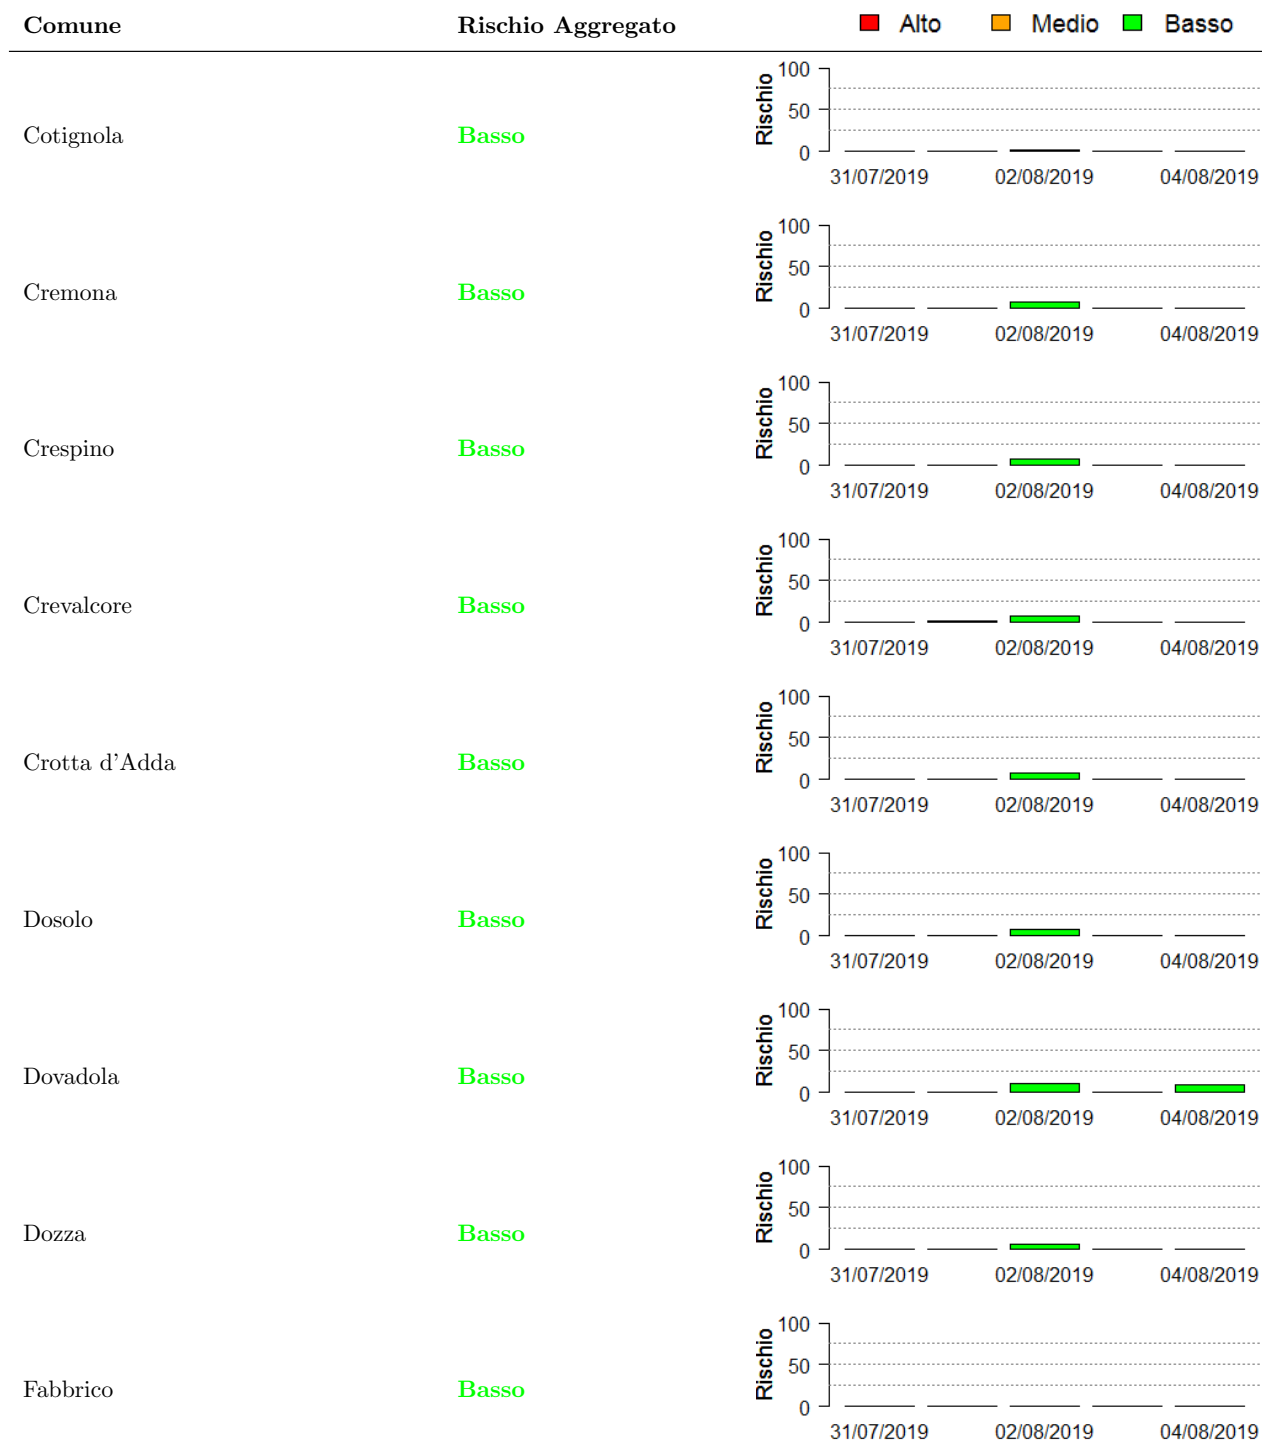 Comune Rischio Aggregato Alto Medio Basso
Cotignola Basso Rischio 100 50 0
31/07/2019 02/08/2019 04/08/2019
Cremona Basso Rischio 100 50 0
31/07/2019 02/08/2019 04/08/2019
Crespino Basso Rischio 100 50 0
31/07/2019 02/08/2019 04/08/2019
Crevalcore Basso Rischio 100 50 0
31/07/2019 02/08/2019 04/08/2019
Crotta d'Adda Basso Rischio 100 50 0
31/07/2019 02/08/2019 04/08/2019
Dosolo Basso Rischio 100 50 0
31/07/2019 02/08/2019 04/08/2019
Dovadola Basso Rischio 100 50 0
31/07/2019 02/08/2019 04/08/2019
Dozza Basso Rischio 100 50 0
31/07/2019 02/08/2019 04/08/2019
Fabbrico Basso Rischio 100 50 0
31/07/2019 02/08/2019 04/08/2019